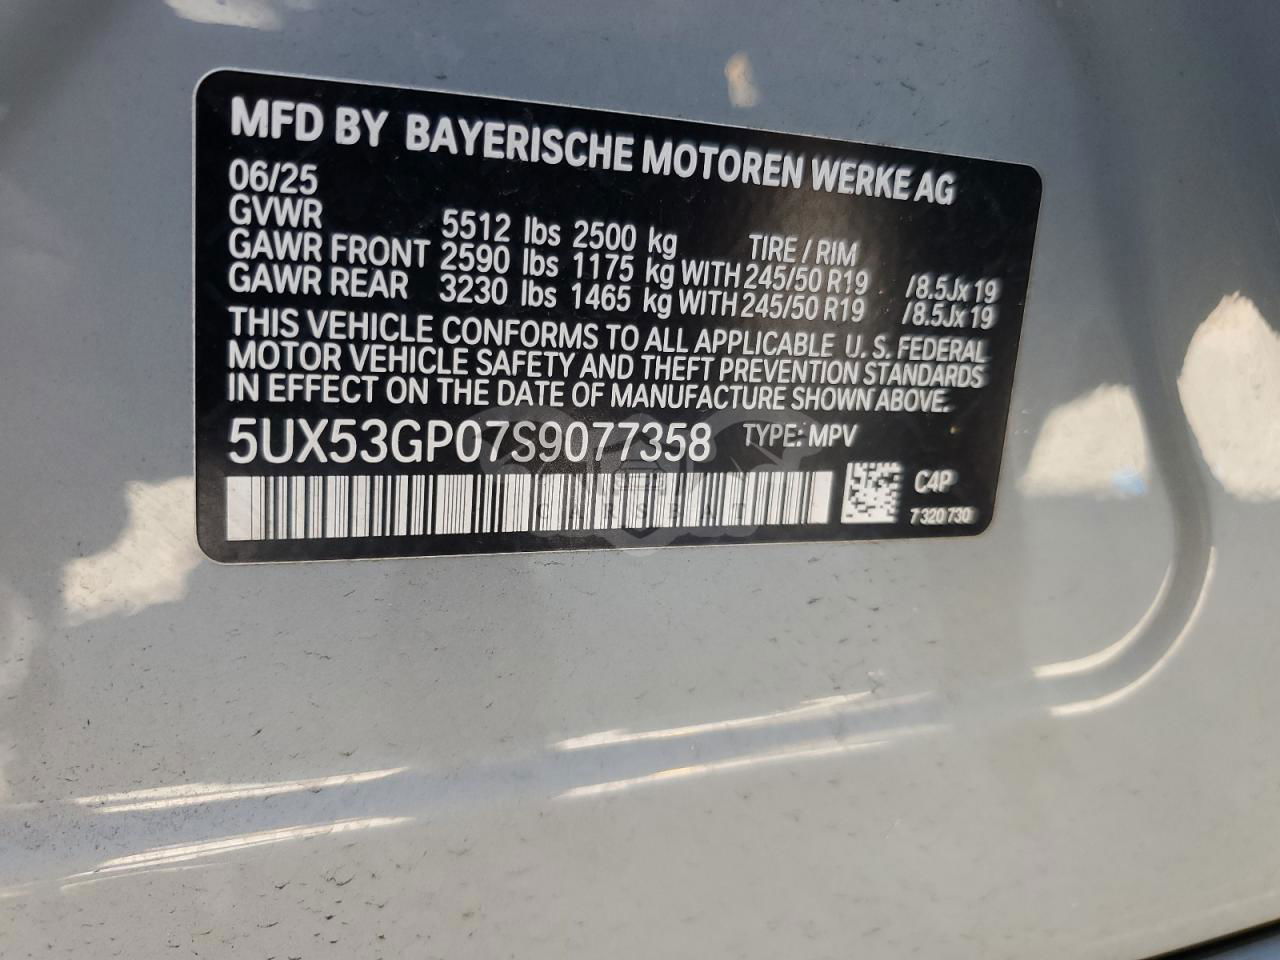 MFD BY BAYERISCHE MOTOREN WERKE AG
06/25
GVWR 5512 lbs 2500 kg TIRE / RIM
GAWR FRONT 2590 lbs 1175 kg WITH 245/50 R19 /8.5Jx19
GAWR REAR 3230 lbs 1465 kg WITH 245/50 R19 /8.5Jx19
THIS VEHICLE CONFORMS TO ALL APPLICABLE U.S. FEDERAL
MOTOR VEHICLE SAFETY AND THEFT PREVENTION STANDARDS
IN EFFECT ON THE DATE OF MANUFACTURE SHOWN ABOVE.
5UX53GP07S9077358 TYPE: MPV
C4P
7 320 730
CARSBAT